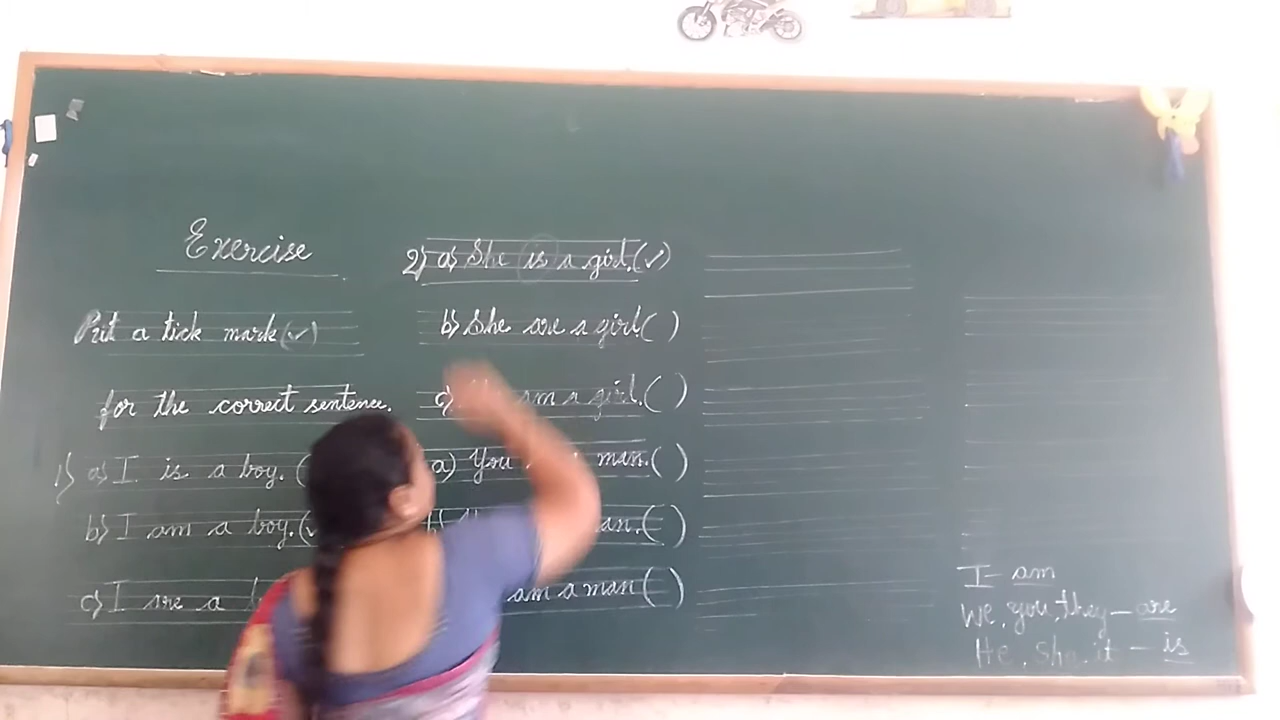 Exercise
Put a tick mark (✓)
for the correct sentence.
1) a) I is a boy. (
b) I am a boy. (✓
c) I are a
2) a) She is a girl. (✓)
b) She are a girl ( )
c) am a girl. ( )
a) You man. ( )
an. ( )
am a man ( )
I - am
We, you, they - are
He, She, it - is